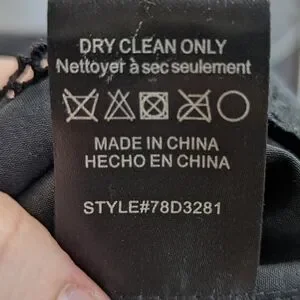 DRY CLEAN ONLY
Nettoyer à sec seulement
MADE IN CHINA
HECHO EN CHINA
STYLE#78D3281